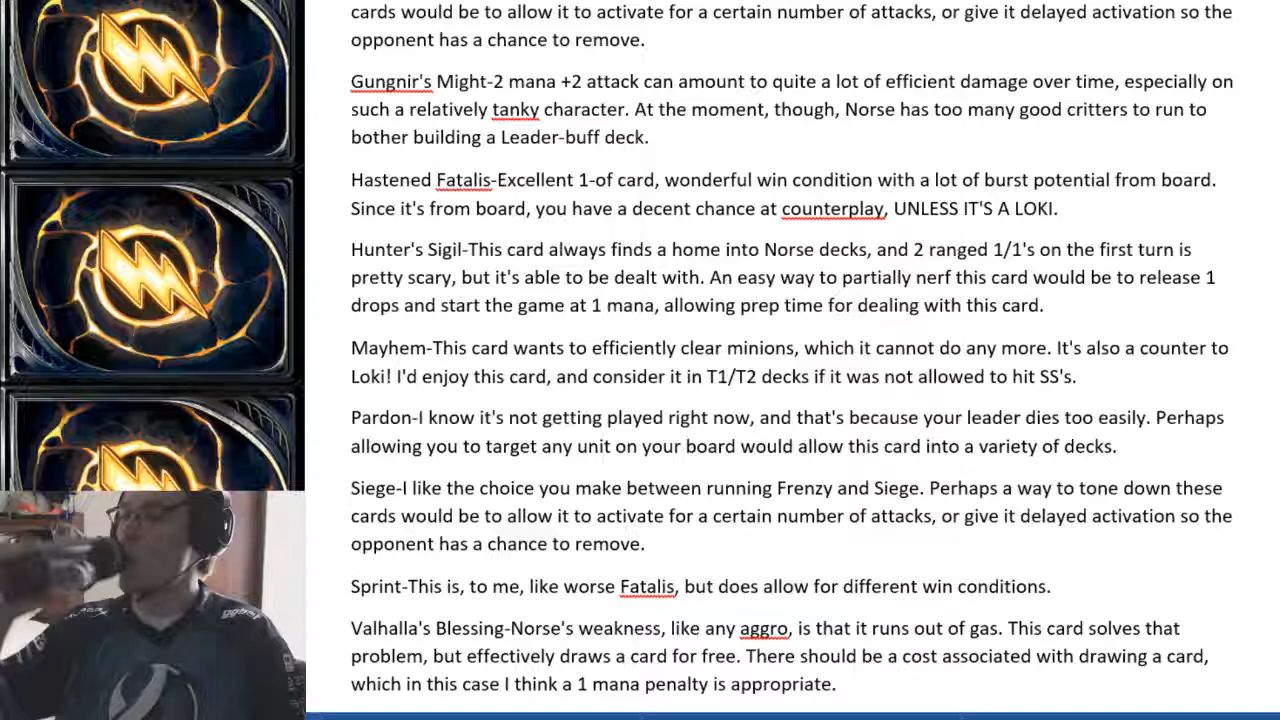 cards would be to allow it to activate for a certain number of attacks, or give it delayed activation so the
opponent has a chance to remove.
Gungnir's Might-2 mana +2 attack can amount to quite a lot of efficient damage over time, especially on
such a relatively tanky character. At the moment, though, Norse has too many good critters to run to
bother building a Leader-buff deck.
Hastened Fatalis-Excellent 1-of card, wonderful win condition with a lot of burst potential from board.
Since it's from board, you have a decent chance at counterplay, UNLESS IT'S A LOKI.
Hunter's Sigil-This card always finds a home into Norse decks, and 2 ranged 1/1's on the first turn is
pretty scary, but it's able to be dealt with. An easy way to partially nerf this card would be to release 1
drops and start the game at 1 mana, allowing prep time for dealing with this card.
Mayhem-This card wants to efficiently clear minions, which it cannot do any more. It's also a counter to
Loki! I'd enjoy this card, and consider it in T1/T2 decks if it was not allowed to hit SS's.
Pardon-I know it's not getting played right now, and that's because your leader dies too easily. Perhaps
allowing you to target any unit on your board would allow this card into a variety of decks.
Siege-I like the choice you make between running Frenzy and Siege. Perhaps a way to tone down these
cards would be to allow it to activate for a certain number of attacks, or give it delayed activation so the
opponent has a chance to remove.
Sprint-This is, to me, like worse Fatalis, but does allow for different win conditions.
Valhalla's Blessing-Norse's weakness, like any aggro, is that it runs out of gas. This card solves that
problem, but effectively draws a card for free. There should be a cost associated with drawing a card,
which in this case I think a 1 mana penalty is appropriate.